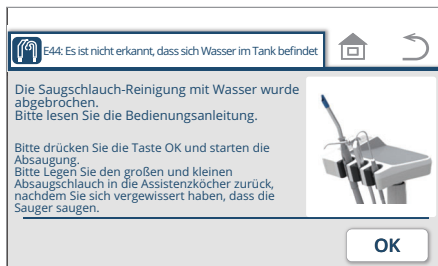 E44: Es ist nicht erkannt, dass sich Wasser im Tank befindet
Die Saugschlauch-Reinigung mit Wasser wurde
abgebrochen.
Bitte lesen Sie die Bedienungsanleitung.
Bitte drücken Sie die Taste OK und starten die
Absaugung.
Bitte Legen Sie den großen und kleinen
Absaugschlauch in die Assistenzköcher zurück,
nachdem Sie sich vergewissert haben, dass die
Sauger saugen.
OK